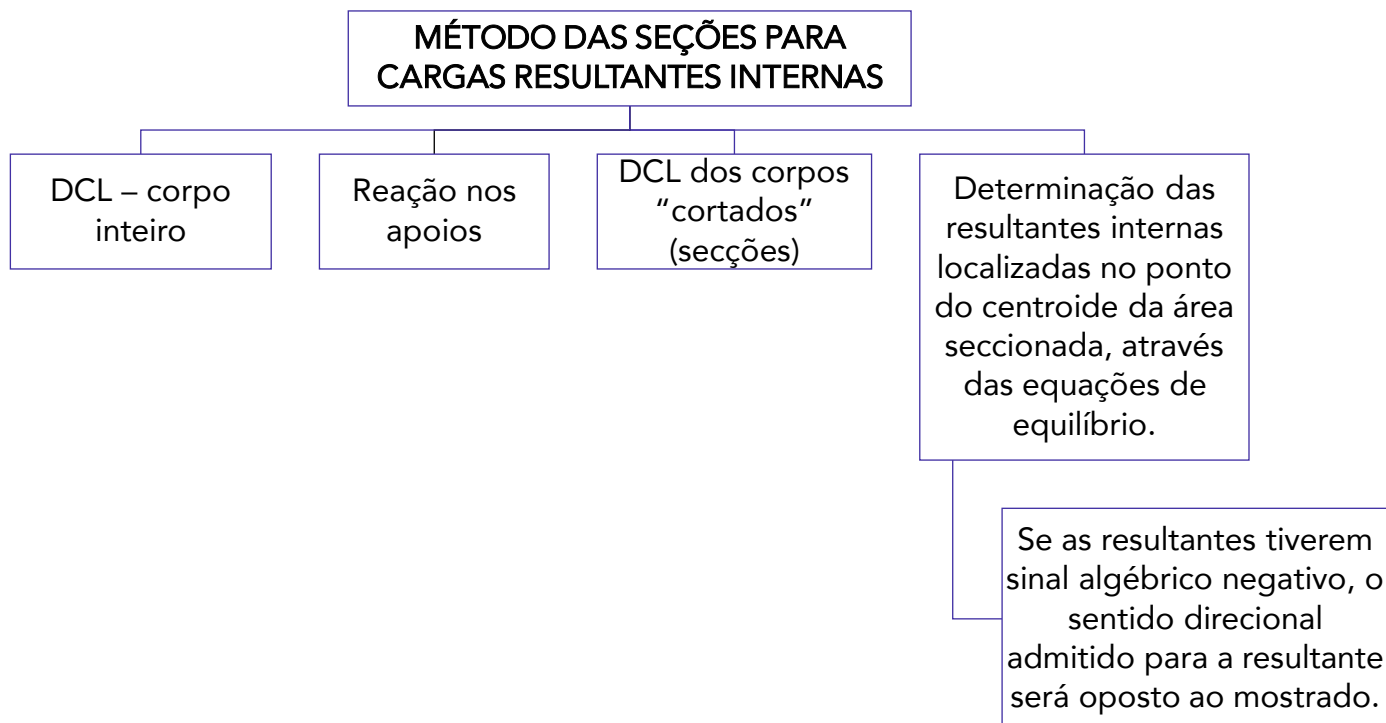 MÉTODO DAS SEÇÕES PARA
CARGAS RESULTANTES INTERNAS
DCL – corpo
inteiro
Reação nos
apoios
DCL dos corpos
“cortados”
(secções)
Determinação das
resultantes internas
localizadas no ponto
do centroide da área
seccionada, através
das equações de
equilíbrio.
Se as resultantes tiverem
sinal algébrico negativo, o
sentido direcional
admitido para a resultante
será oposto ao mostrado.